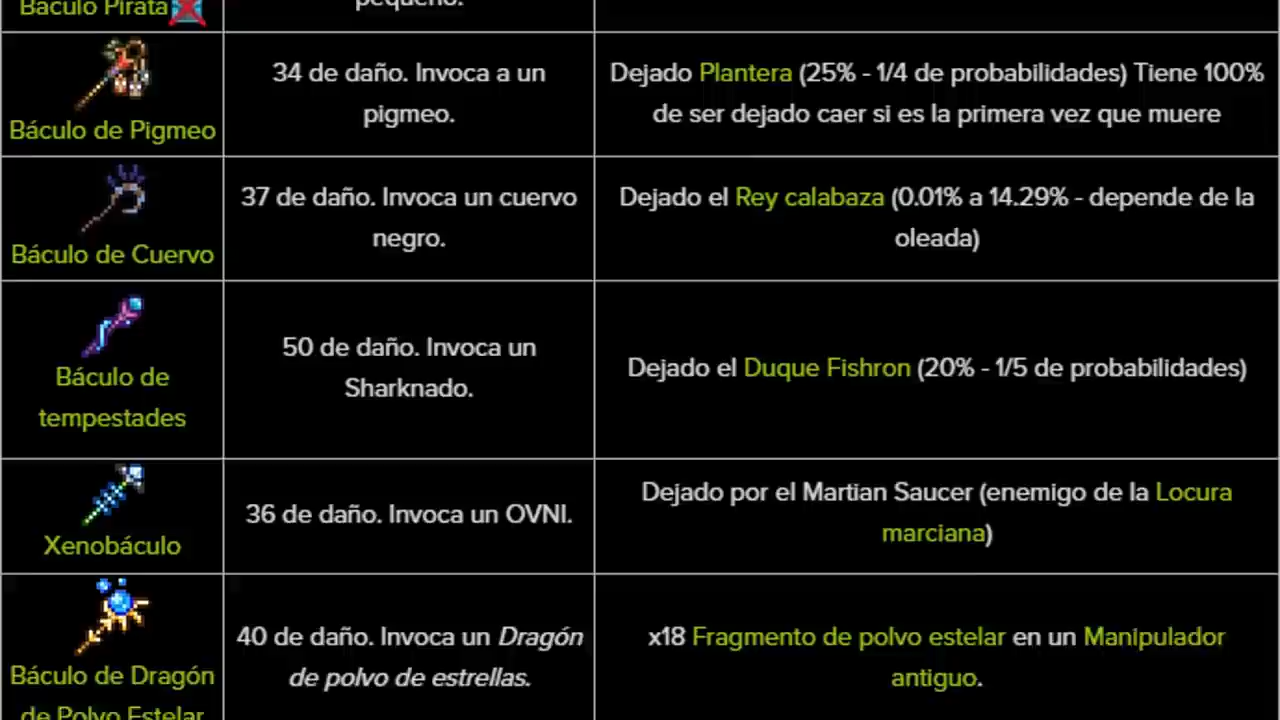 Báculo Pirata
pequeño.
34 de daño. Invoca a un
pigmeo.
Dejado Plantera (25% - 1/4 de probabilidades) Tiene 100%
de ser dejado caer si es la primera vez que muere
Báculo de Pigmeo
37 de daño. Invoca un cuervo
negro.
Dejado el Rey calabaza (0.01% a 14.29% - depende de la
oleada)
Báculo de Cuervo
50 de daño. Invoca un
Sharknado.
Dejado el Duque Fishron (20% - 1/5 de probabilidades)
Báculo de
tempestades
36 de daño. Invoca un OVNI.
Dejado por el Martian Saucer (enemigo de la Locura
marciana)
Xenobáculo
40 de daño. Invoca un Dragón
de polvo de estrellas.
x18 Fragmento de polvo estelar en un Manipulador
antiguo.
Báculo de Dragón
de Polvo Estelar